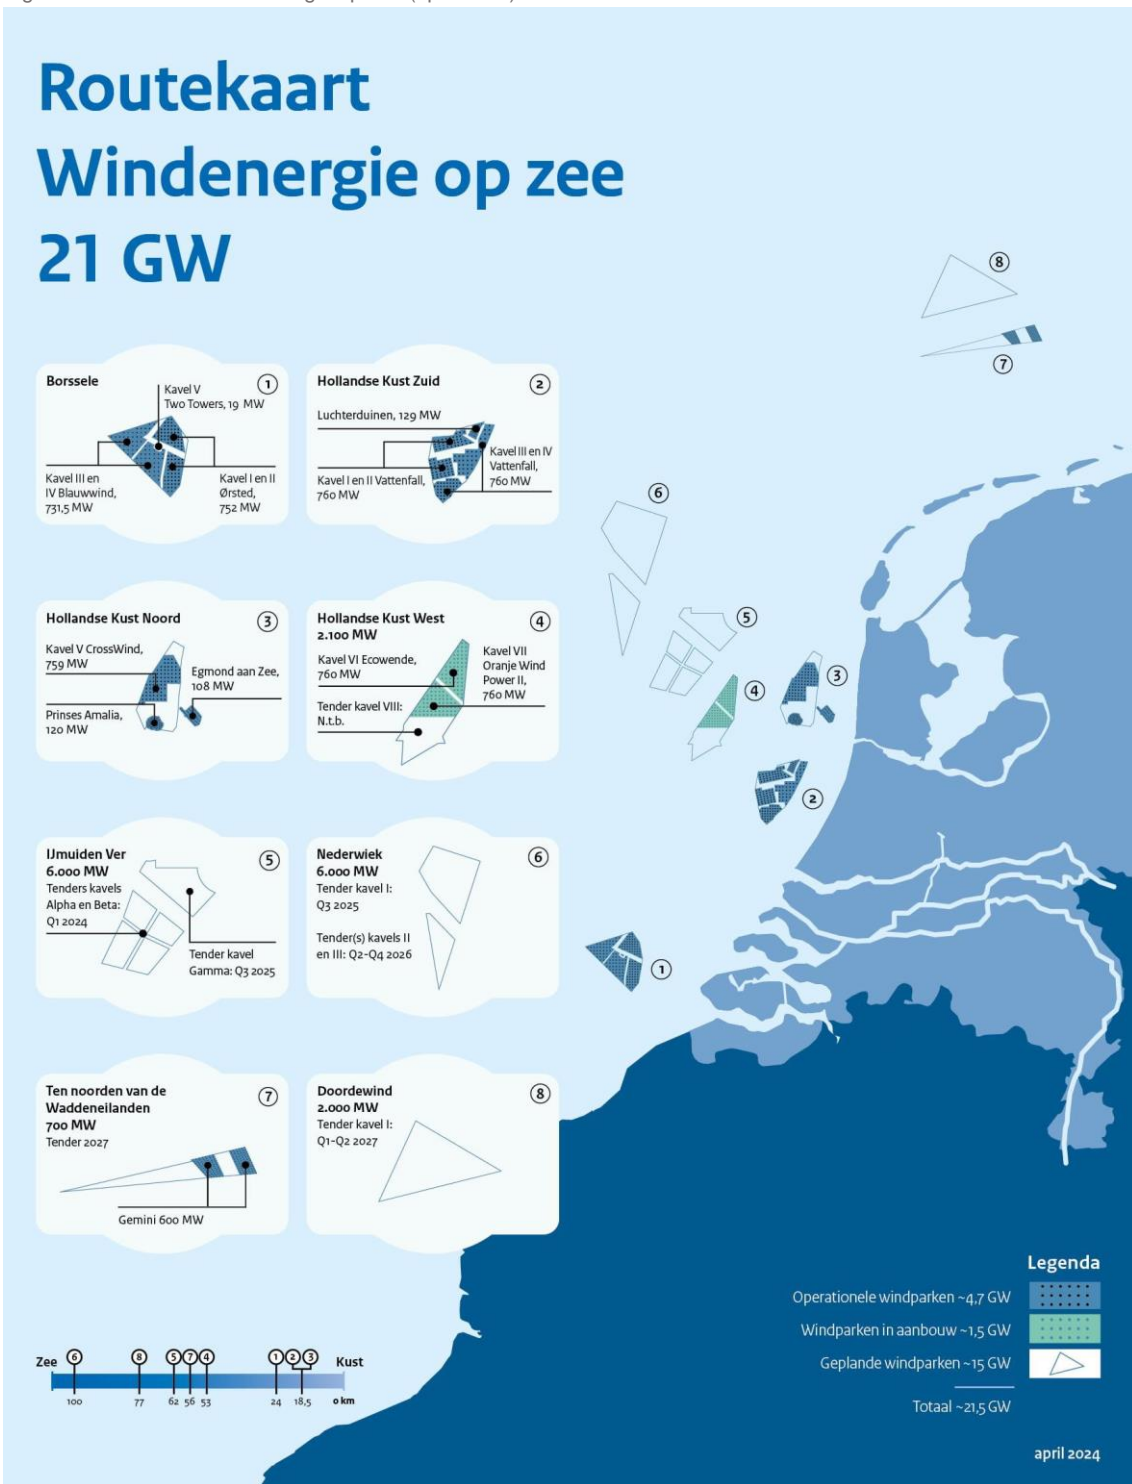 Routekaart
Windenergie op zee
21 GW
8
7
6
5
4
3
2
1
Borssele
1
Kavel V
Two Towers, 19 MW
Kavel III en
IV Blauwwind,
731,5 MW
Kavel I en II
Ørsted,
752 MW
Hollandse Kust Zuid
2
Luchterduinen, 129 MW
Kavel III en IV
Vattenfall,
760 MW
Kavel I en II Vattenfall,
760 MW
Hollandse Kust Noord
3
Kavel V CrossWind,
759 MW
Egmond aan Zee,
108 MW
Prinses Amalia,
120 MW
Hollandse Kust West
2.100 MW
4
Kavel VI Ecowende,
760 MW
Kavel VII
Oranje Wind
Power II,
760 MW
Tender kavel VIII:
N.t.b.
IJmuiden Ver
6.000 MW
5
Tenders kavels
Alpha en Beta:
Q1 2024
Tender kavel
Gamma: Q3 2025
Nederwiek
6.000 MW
6
Tender kavel I:
Q3 2025
Tender(s) kavels II
en III: Q2-Q4 2026
Ten noorden van de
Waddeneilanden
700 MW
7
Tender 2027
Gemini 600 MW
Doordewind
2.000 MW
8
Tender kavel I:
Q1-Q2 2027
Legenda
Operationele windparken ~4,7 GW
Windparken in aanbouw ~1,5 GW
Geplande windparken ~15 GW
Totaal ~21,5 GW
Zee 6 8 5 7 4 1 2 3 Kust
100 77 62 56 53 24 18,5 0 km
april 2024